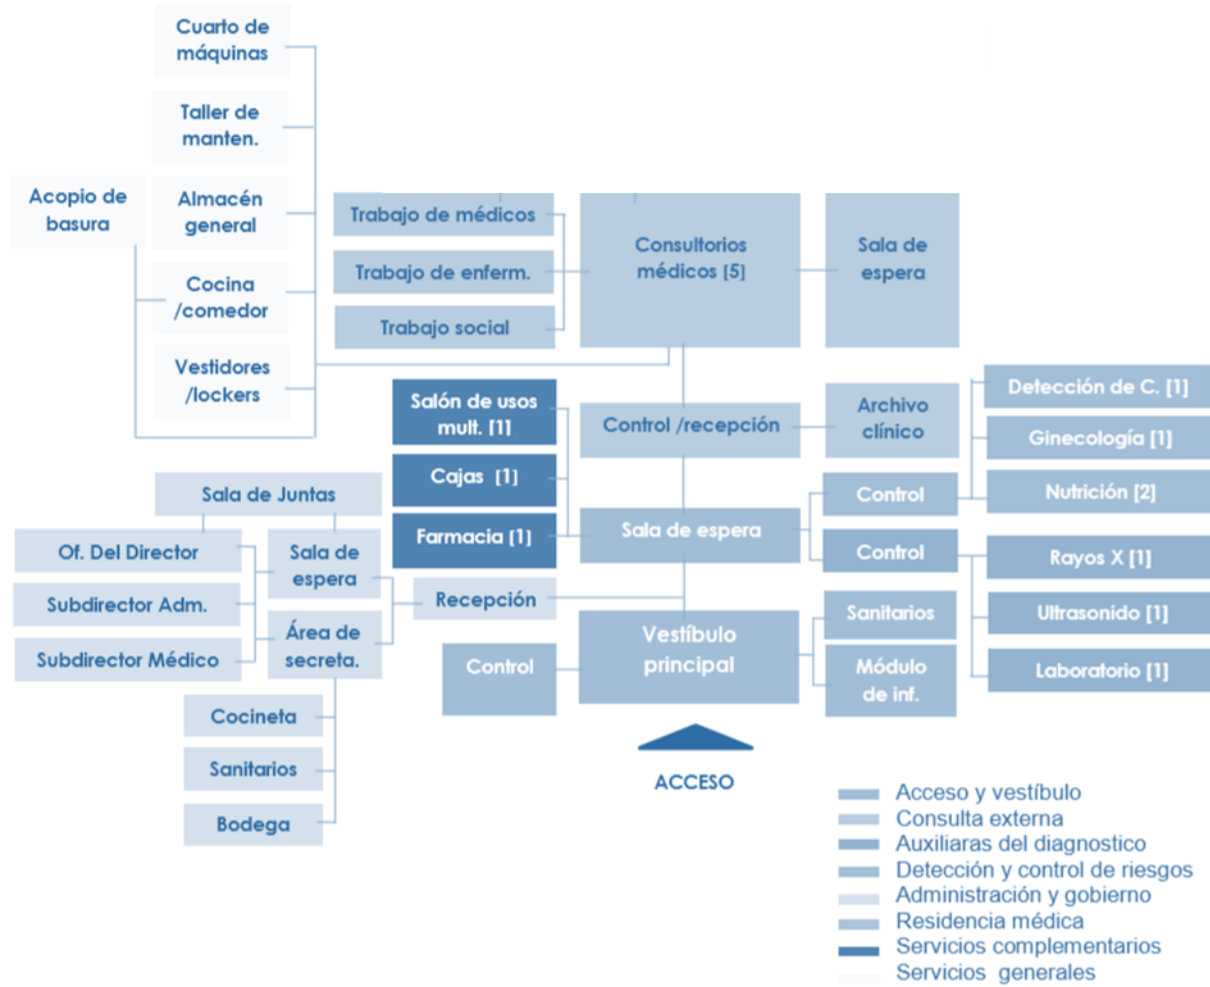 Cuarto de
máquinas
Taller de
manten.
Acopio de
basura
Almacén
general
Cocina
/comedor
Vestidores
/lockers
Trabajo de médicos
Trabajo de enferm.
Trabajo social
Consultorios
médicos [5]
Sala de
espera
Salón de usos
mult. [1]
Cajas [1]
Farmacia [1]
Control /recepción
Archivo
clínico
Sala de espera
Control
Control
Detección de C. [1]
Ginecología [1]
Nutrición [2]
Rayos X [1]
Ultrasonido [1]
Laboratorio [1]
Sala de Juntas
Of. Del Director
Subdirector Adm.
Subdirector Médico
Sala de
espera
Área de
secreta.
Recepción
Cocineta
Sanitarios
Bodega
Control
Vestíbulo
principal
Sanitarios
Módulo
de inf.
ACCESO
Acceso y vestíbulo
Consulta externa
Auxiliaras del diagnostico
Detección y control de riesgos
Administración y gobierno
Residencia médica
Servicios complementarios
Servicios generales